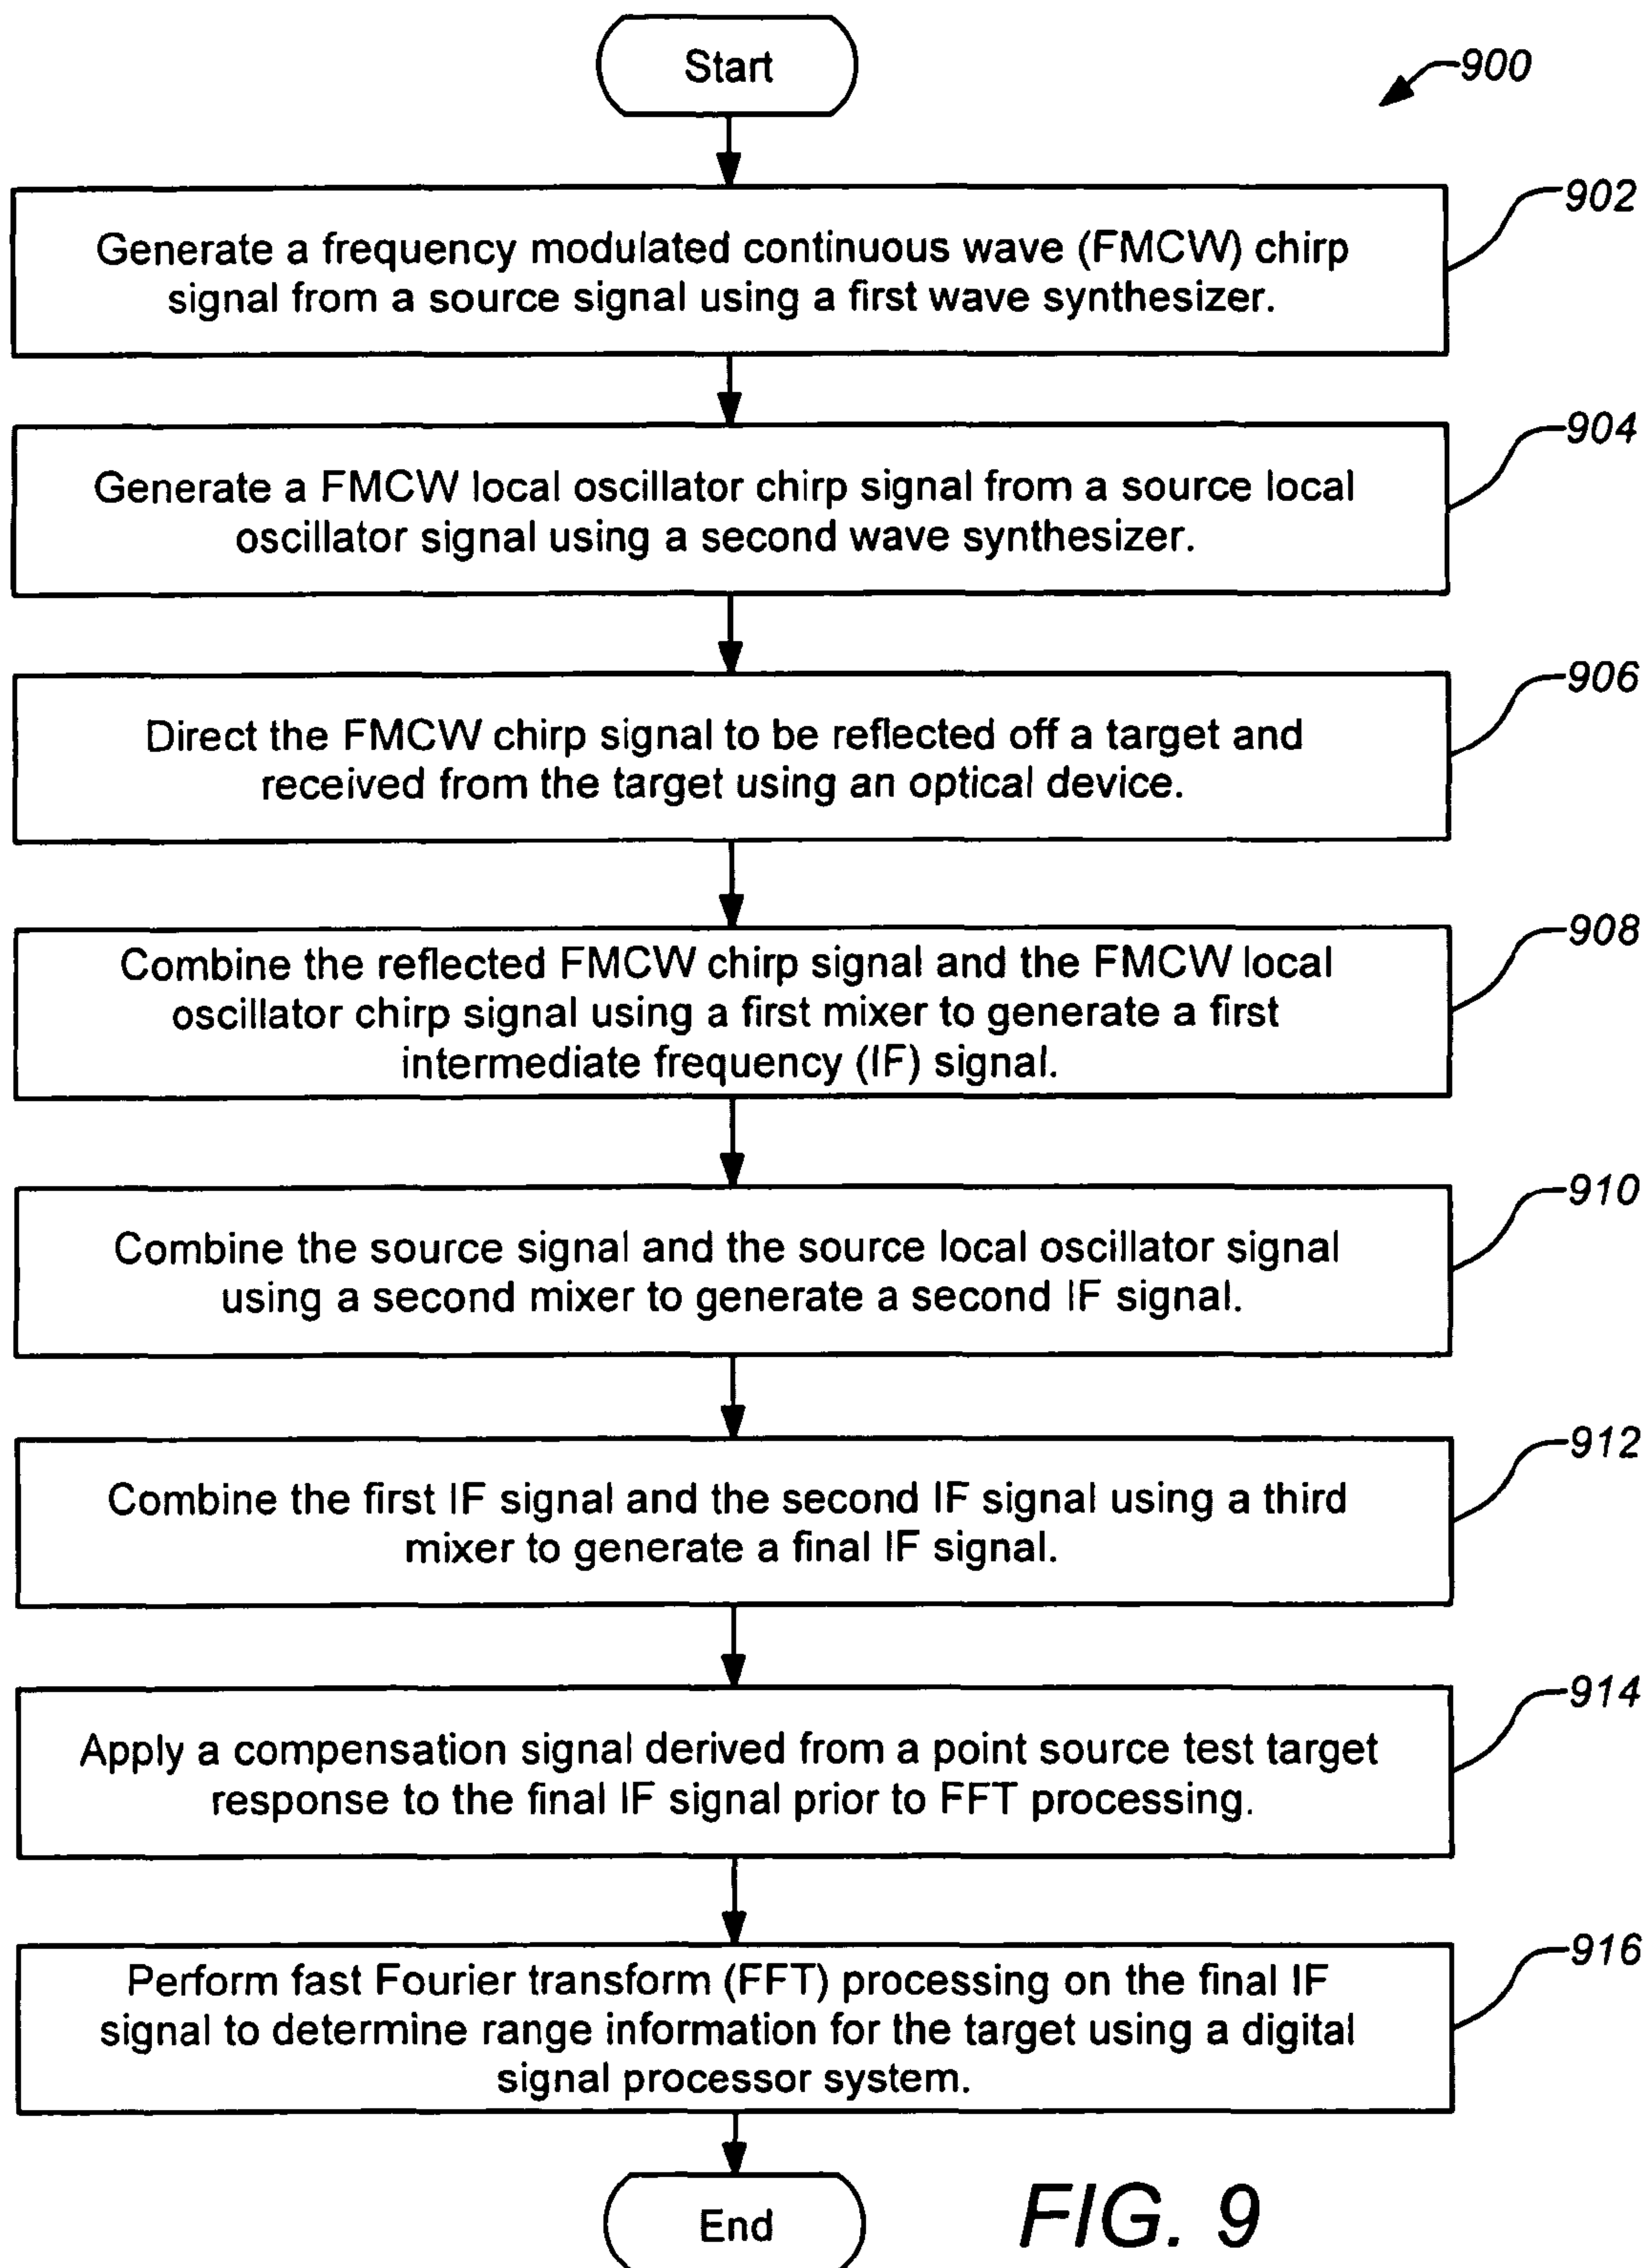 Start
900
902
Generate a frequency modulated continuous wave (FMCW) chirp
signal from a source signal using a first wave synthesizer.
904
Generate a FMCW local oscillator chirp signal from a source local
oscillator signal using a second wave synthesizer.
906
Direct the FMCW chirp signal to be reflected off a target and
received from the target using an optical device.
908
Combine the reflected FMCW chirp signal and the FMCW local
oscillator chirp signal using a first mixer to generate a first
intermediate frequency (IF) signal.
910
Combine the source signal and the source local oscillator signal
using a second mixer to generate a second IF signal.
912
Combine the first IF signal and the second IF signal using a third
mixer to generate a final IF signal.
914
Apply a compensation signal derived from a point source test target
response to the final IF signal prior to FFT processing.
916
Perform fast Fourier transform (FFT) processing on the final IF
signal to determine range information for the target using a digital
signal processor system.
End
FIG. 9